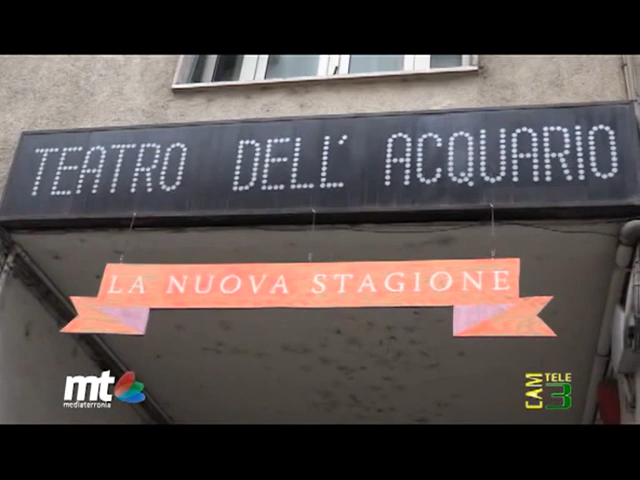 TEATRO DELL' ACQUARIO
LA NUOVA STAGIONE
mt
mediaterronia
CAM
TELE
3